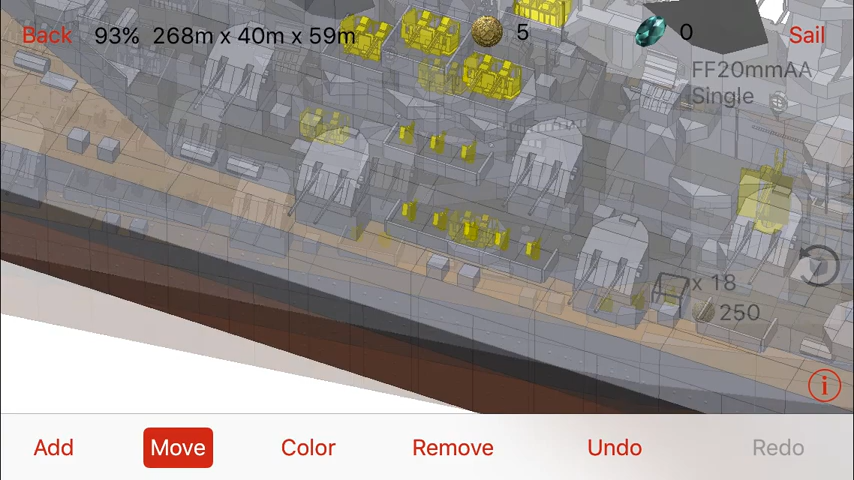 Back 93% 268m x 40m x 59m 5 0 Sail
FF20mmAA
Single
x 18
250
i
Add Move Color Remove Undo Redo